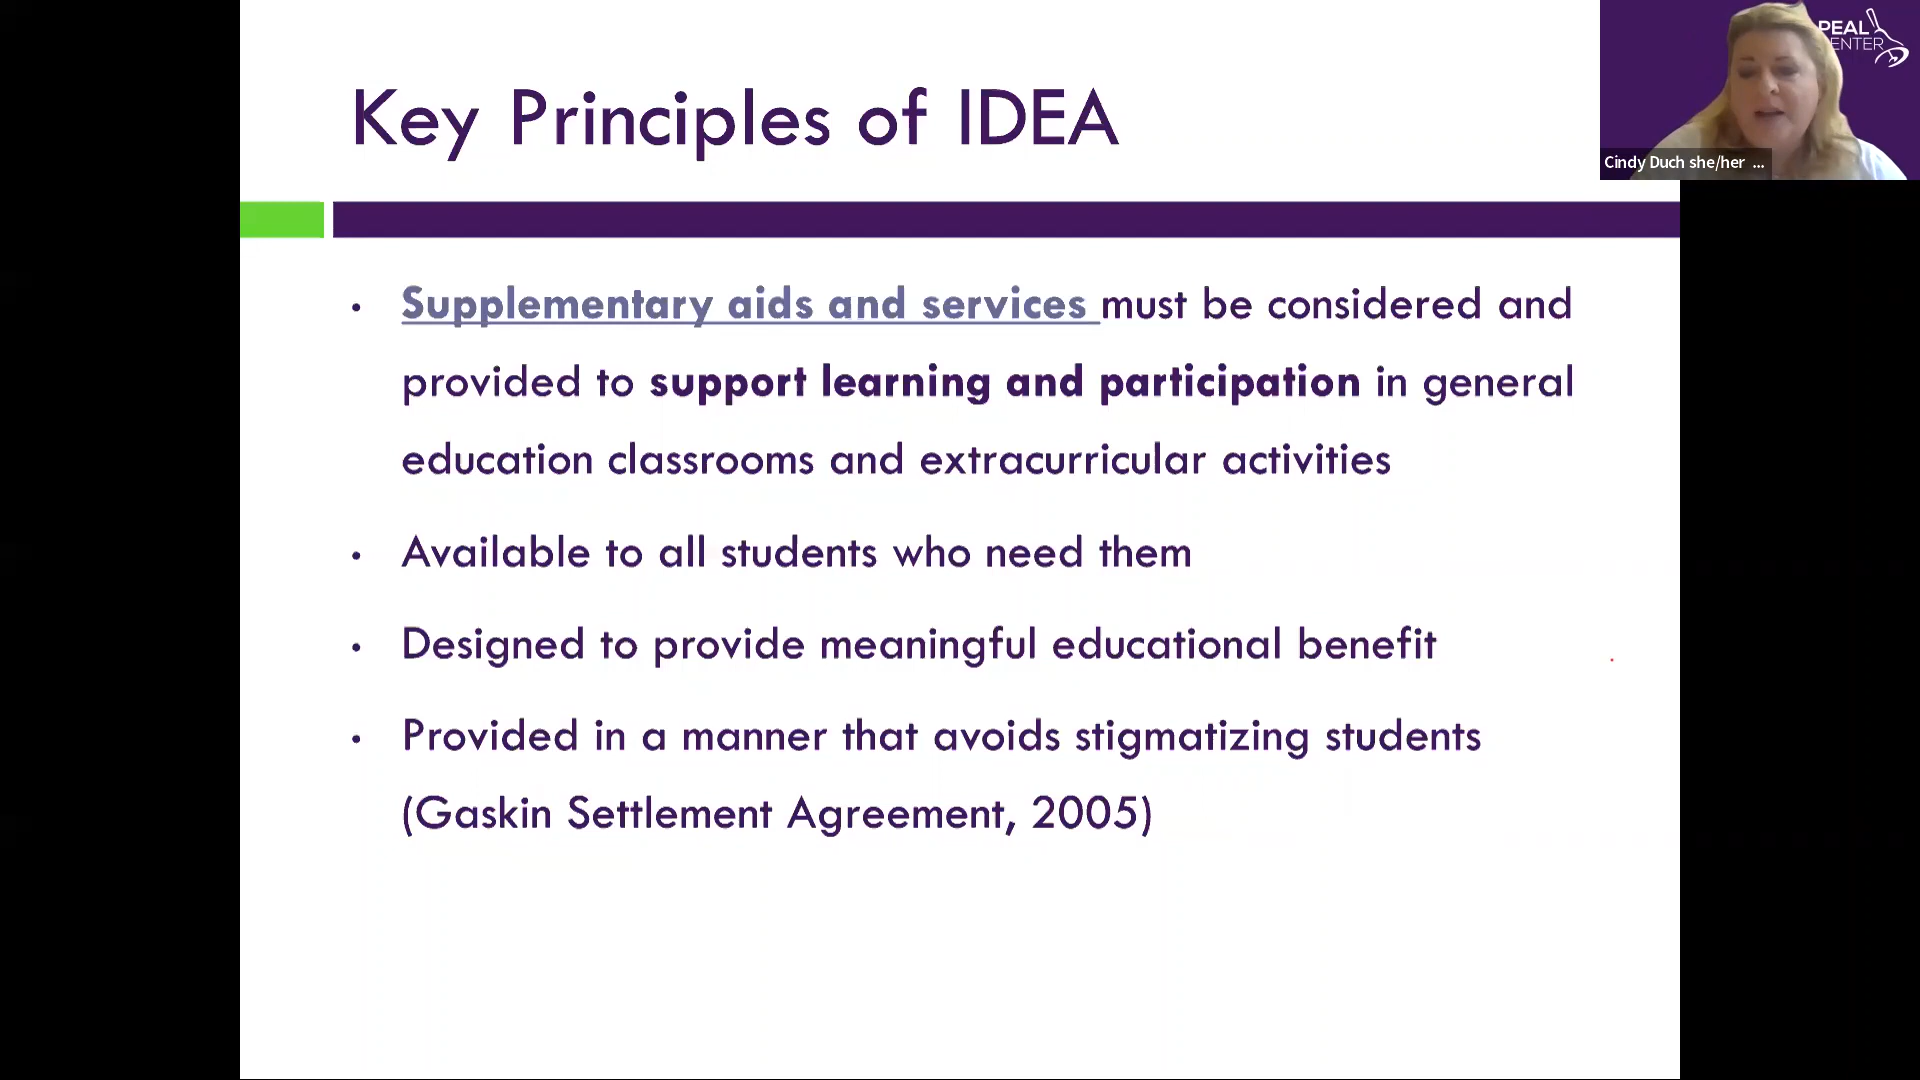 Key Principles of IDEA
PEAL
ENTER
Cindy Duch she/her ...
• Supplementary aids and services must be considered and
provided to support learning and participation in general
education classrooms and extracurricular activities
• Available to all students who need them
• Designed to provide meaningful educational benefit
• Provided in a manner that avoids stigmatizing students
(Gaskin Settlement Agreement, 2005)